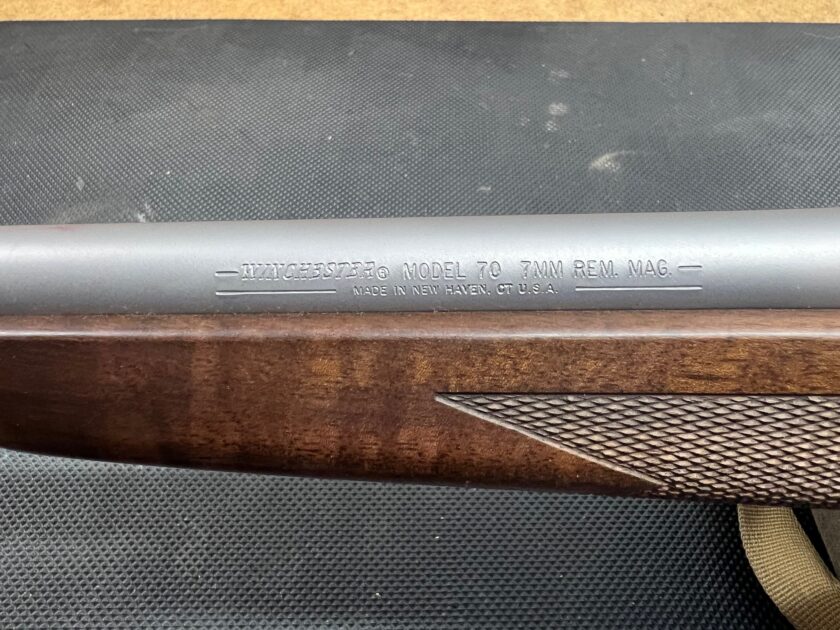 WINCHESTER® MODEL 70 7MM REM. MAG.
MADE IN NEW HAVEN, CT U.S.A.